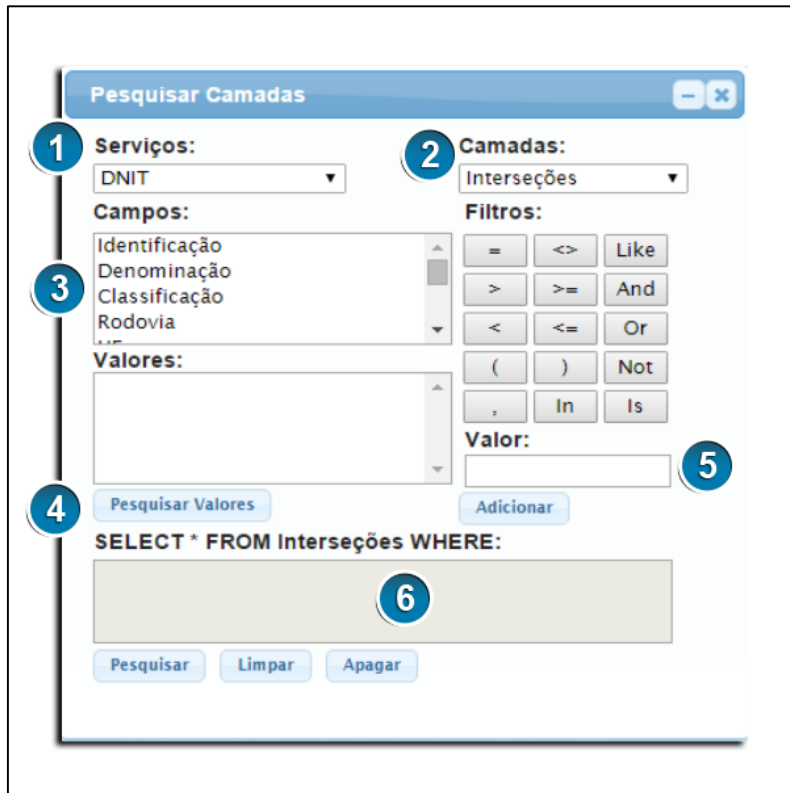 Pesquisar Camadas
1 Serviços: 2 Camadas:
DNIT Interseções
Campos: Filtros:
Identificação
Denominação
3 Classificação
Rodovia
= <> Like
> >= And
< <= Or
( ) Not
, In Is
Valores:
Valor:
5
4 Pesquisar Valores Adicionar
SELECT * FROM Interseções WHERE:
6
Pesquisar Limpar Apagar